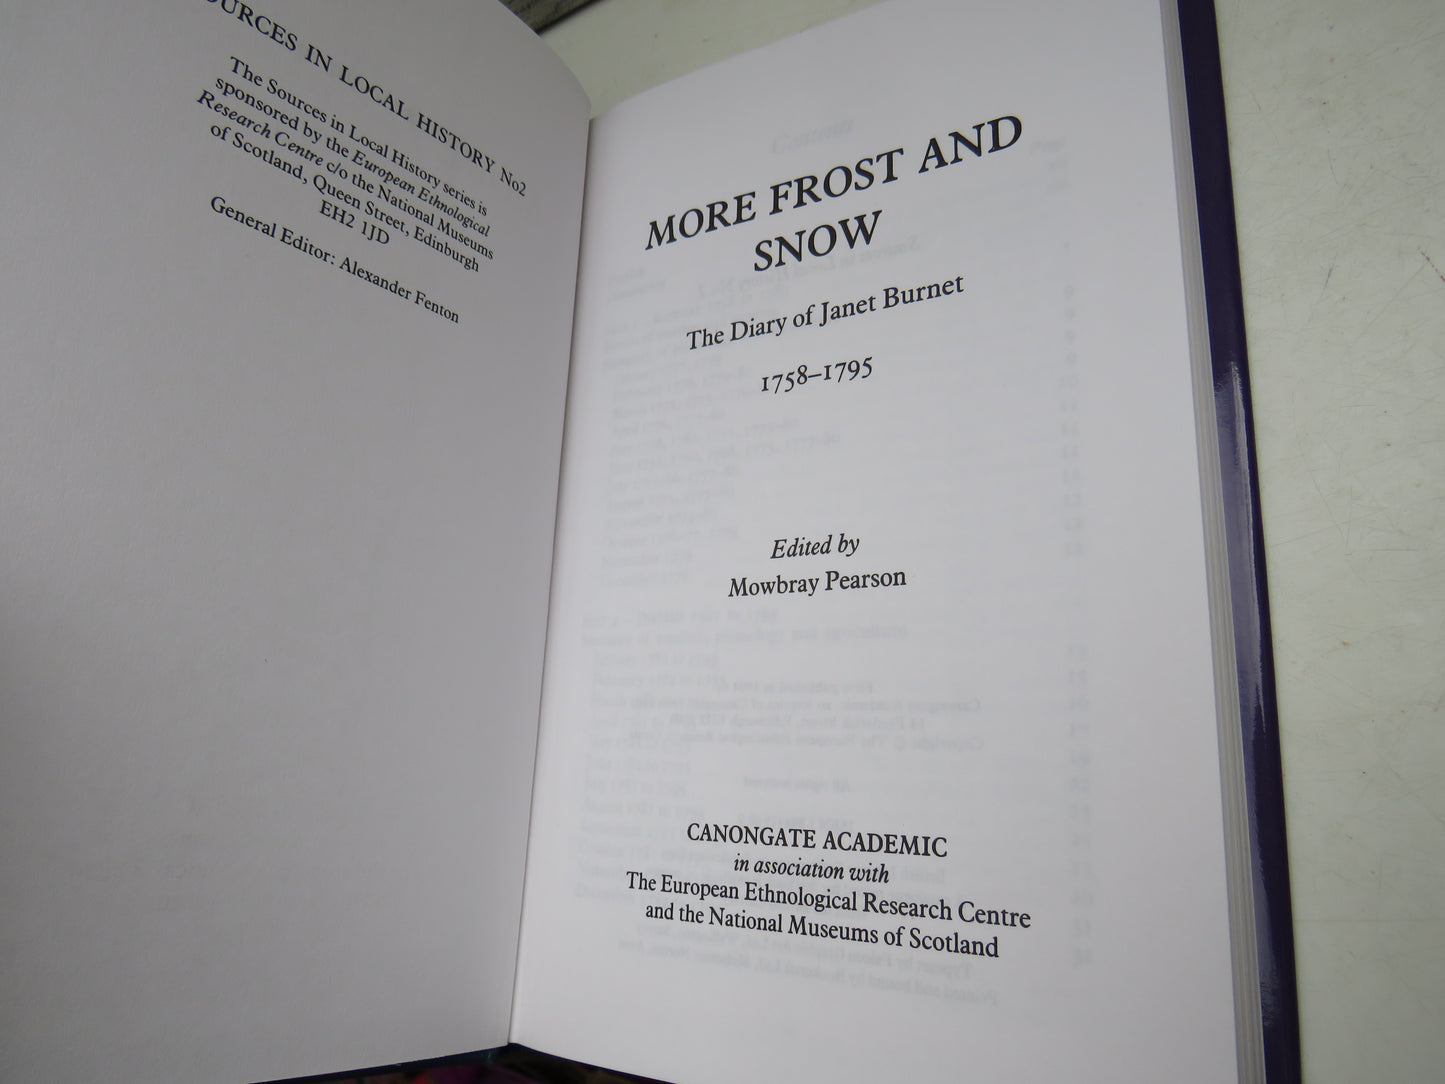 SOURCES IN LOCAL HISTORY No2
The Sources in Local History series is
sponsored by the European Ethnological
Research Centre c/o the National Museums
of Scotland, Queen Street, Edinburgh
EH2 1JD
General Editor: Alexander Fenton
MORE FROST AND
SNOW
The Diary of Janet Burnet
1758–1795
Edited by
Mowbray Pearson
CANONGATE ACADEMIC
in association with
The European Ethnological Research Centre
and the National Museums of Scotland